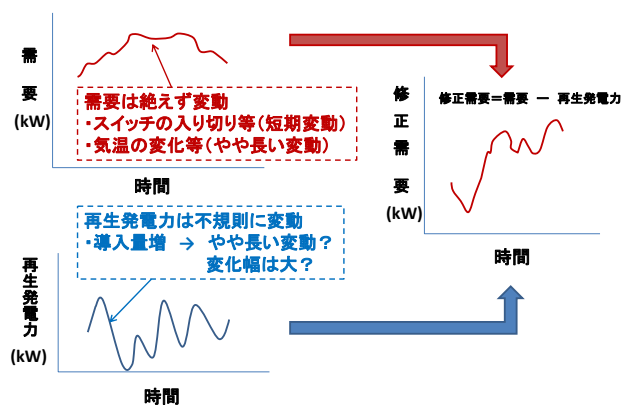 需
要
(kW)
需要は絶えず変動
・スイッチの入り切り等（短期変動）
・気温の変化等（やや長い変動）
時間
再生発電力は不規則に変動
・導入量増 → やや長い変動？
変化幅は大？
再生発電力
(kW)
時間
修正需要＝需要 － 再生発電力
修
正
需
要
(kW)
時間